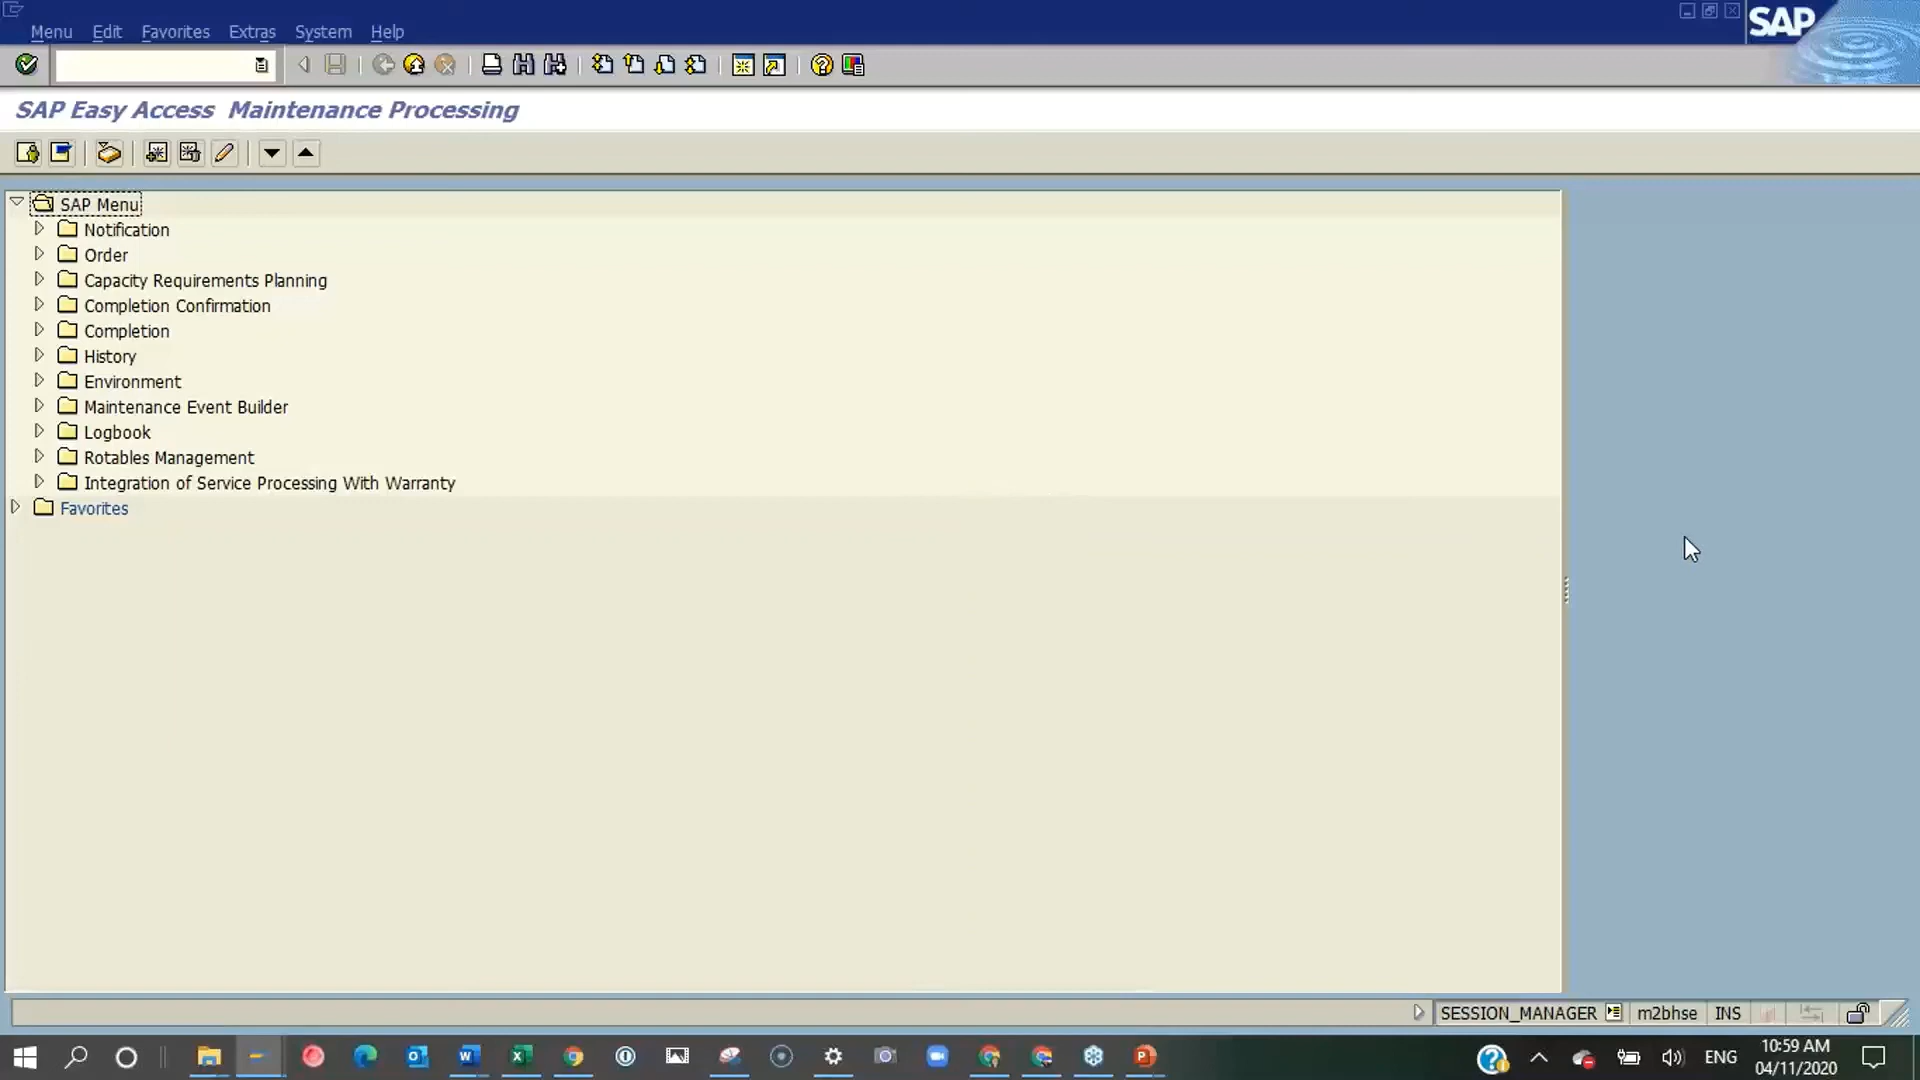 Menu Edit Favorites Extras System Help
SAP
SAP Easy Access Maintenance Processing
SAP Menu
Notification
Order
Capacity Requirements Planning
Completion Confirmation
Completion
History
Environment
Maintenance Event Builder
Logbook
Rotables Management
Integration of Service Processing With Warranty
Favorites
SESSION_MANAGER m2bhse INS
ENG 10:59 AM
04/11/2020